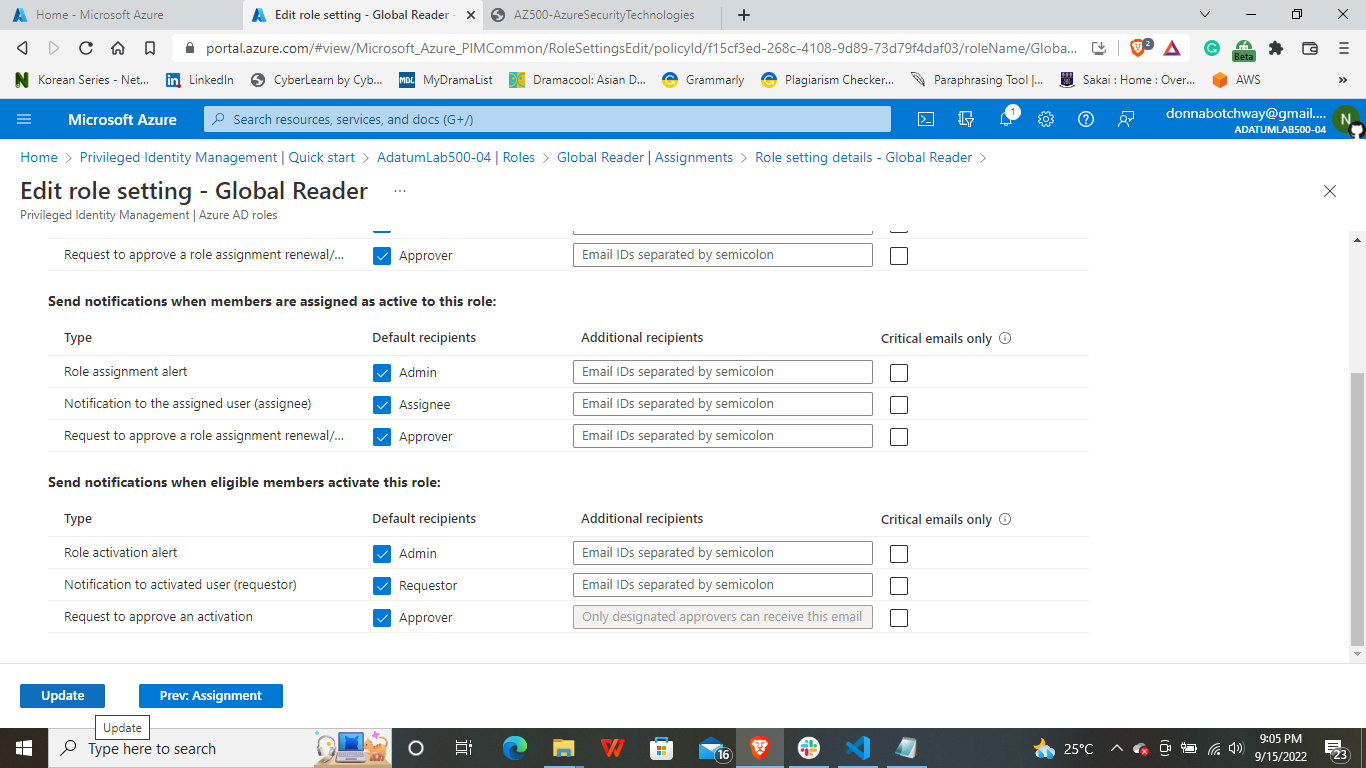 Home - Microsoft Azure
Edit role setting - Global Reader -
AZ500-AzureSecurityTechnologies
portal.azure.com/#view/Microsoft_Azure_PIMCommon/RoleSettingsEdit/policyId/f15cf3ed-268c-4108-9d89-73d79f4daf03/roleName/Globa...
2
Beta
Korean Series - Net...
LinkedIn
CyberLearn by Cyb...
MDL
MyDramaList
Dramacool: Asian D...
Grammarly
Plagiarism Checker...
Paraphrasing Tool |...
Sakai : Home : Over...
AWS
»
Microsoft Azure
Search resources, services, and docs (G+/)
1
donnabotchway@gmail....
ADATUMLAB500-04
N
Home > Privileged Identity Management | Quick start > AdatumLab500-04 | Roles > Global Reader | Assignments > Role setting details - Global Reader >
Edit role setting - Global Reader ...
Privileged Identity Management | Azure AD roles
Request to approve a role assignment renewal/... Approver Email IDs separated by semicolon
Send notifications when members are assigned as active to this role:
Type Default recipients Additional recipients Critical emails only
Role assignment alert Admin Email IDs separated by semicolon
Notification to the assigned user (assignee) Assignee Email IDs separated by semicolon
Request to approve a role assignment renewal/... Approver Email IDs separated by semicolon
Send notifications when eligible members activate this role:
Type Default recipients Additional recipients Critical emails only
Role activation alert Admin Email IDs separated by semicolon
Notification to activated user (requestor) Requestor Email IDs separated by semicolon
Request to approve an activation Approver Only designated approvers can receive this email
Update Prev: Assignment
Update
Type here to search
16
25°C
9:05 PM
9/15/2022
23